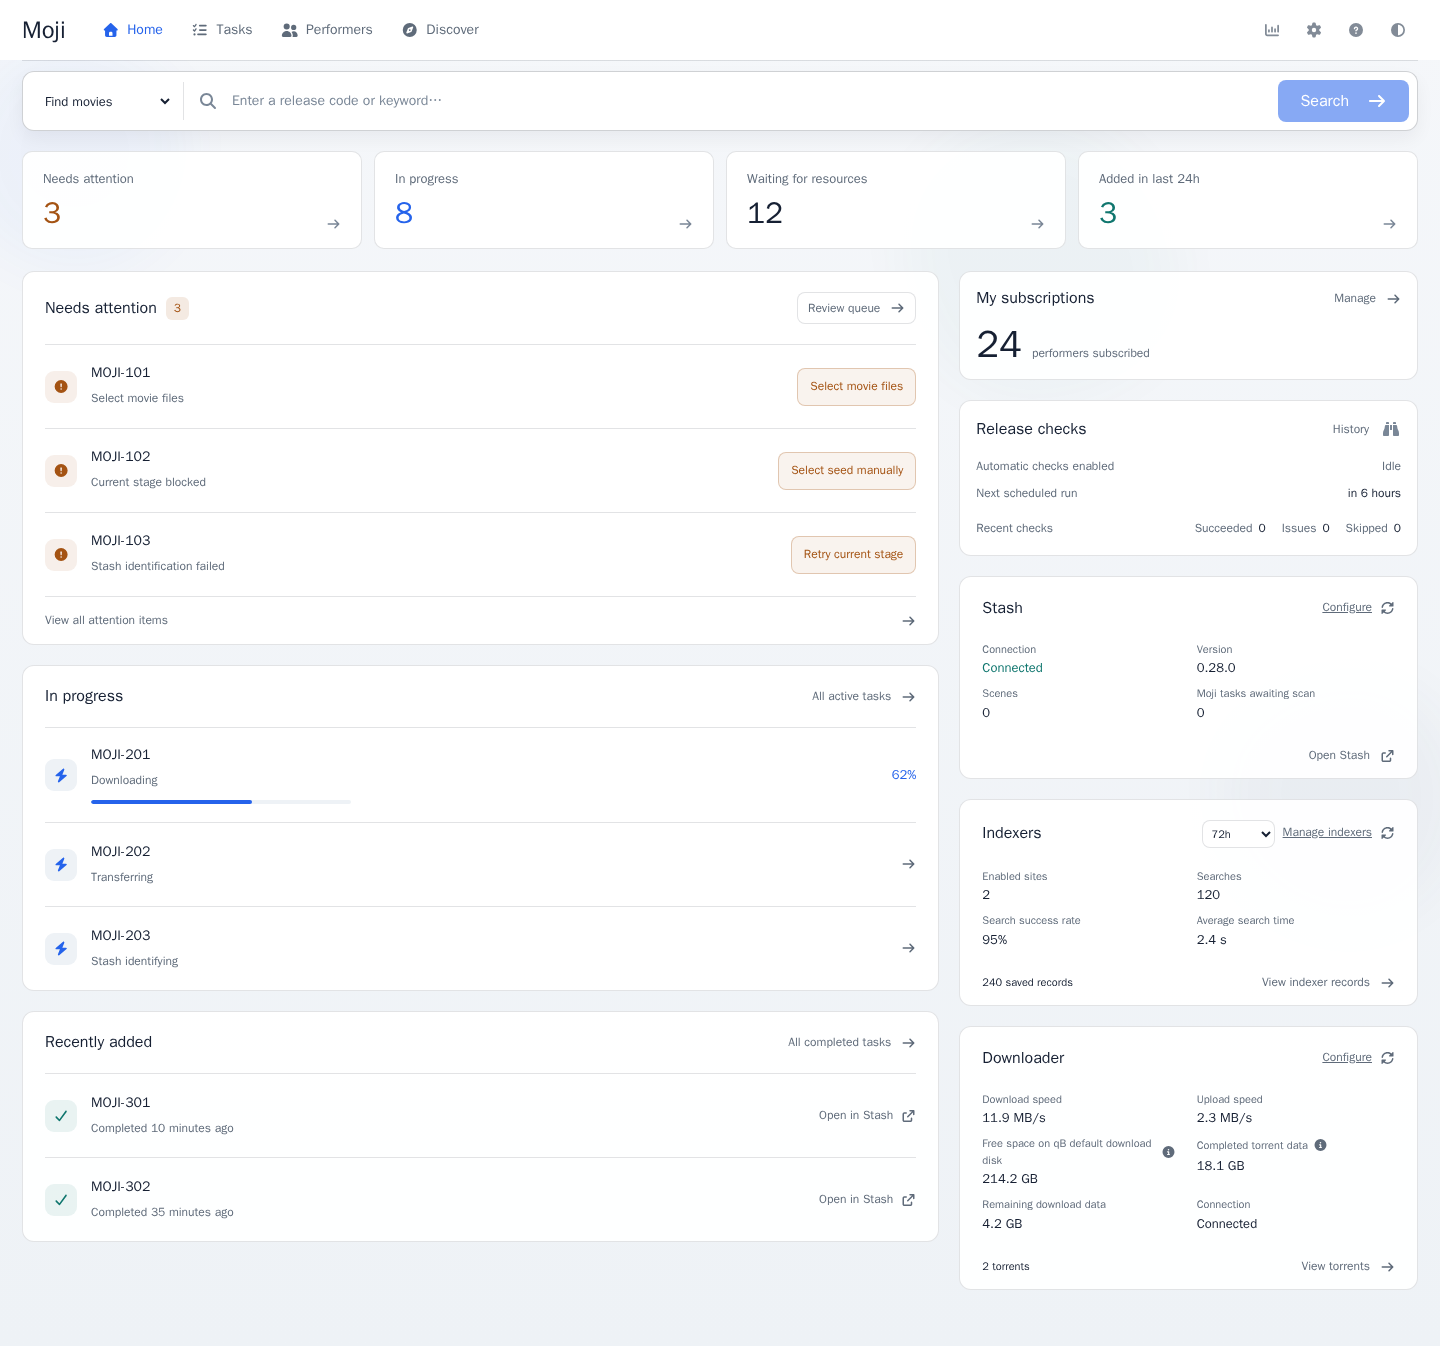 Moji
Home
Tasks
Performers
Discover
Find movies
Enter a release code or keyword···
Search
Needs attention
3
In progress
8
Waiting for resources
12
Added in last 24h
3
Needs attention 3
Review queue
MOJI-101
Select movie files
Select movie files
MOJI-102
Current stage blocked
Select seed manually
MOJI-103
Stash identification failed
Retry current stage
View all attention items
In progress
All active tasks
MOJI-201
Downloading
62%
MOJI-202
Transferring
MOJI-203
Stash identifying
Recently added
All completed tasks
MOJI-301
Completed 10 minutes ago
Open in Stash
MOJI-302
Completed 35 minutes ago
Open in Stash
My subscriptions
Manage
24 performers subscribed
Release checks
History
Automatic checks enabled
Idle
Next scheduled run
in 6 hours
Recent checks
Succeeded 0 Issues 0 Skipped 0
Stash
Configure
Connection
Connected
Version
0.28.0
Scenes
0
Moji tasks awaiting scan
0
Open Stash
Indexers
72h
Manage indexers
Enabled sites
2
Searches
120
Search success rate
95%
Average search time
2.4 s
240 saved records
View indexer records
Downloader
Configure
Download speed
11.9 MB/s
Upload speed
2.3 MB/s
Free space on qB default download
disk
214.2 GB
Completed torrent data
18.1 GB
Remaining download data
4.2 GB
Connection
Connected
2 torrents
View torrents